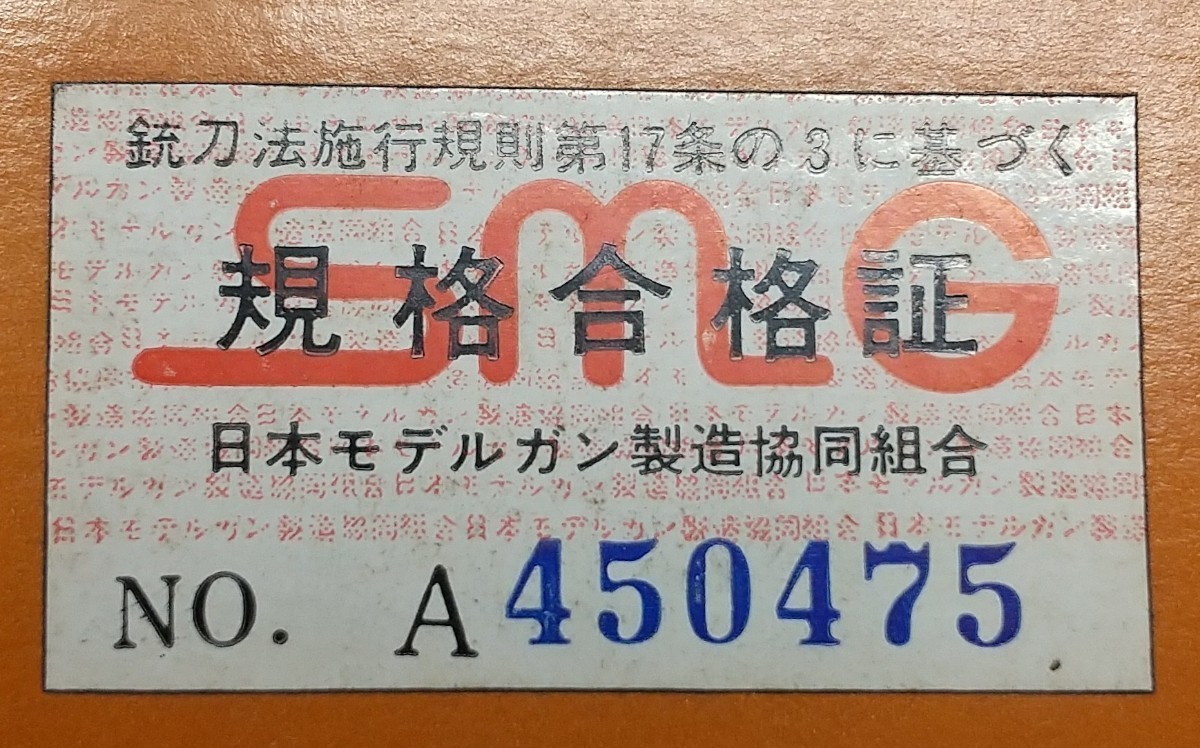 銃刀法施行規則第17条の3に基づく
SMG
規格合格証
日本モデルガン製造協同組合
NO. A450475